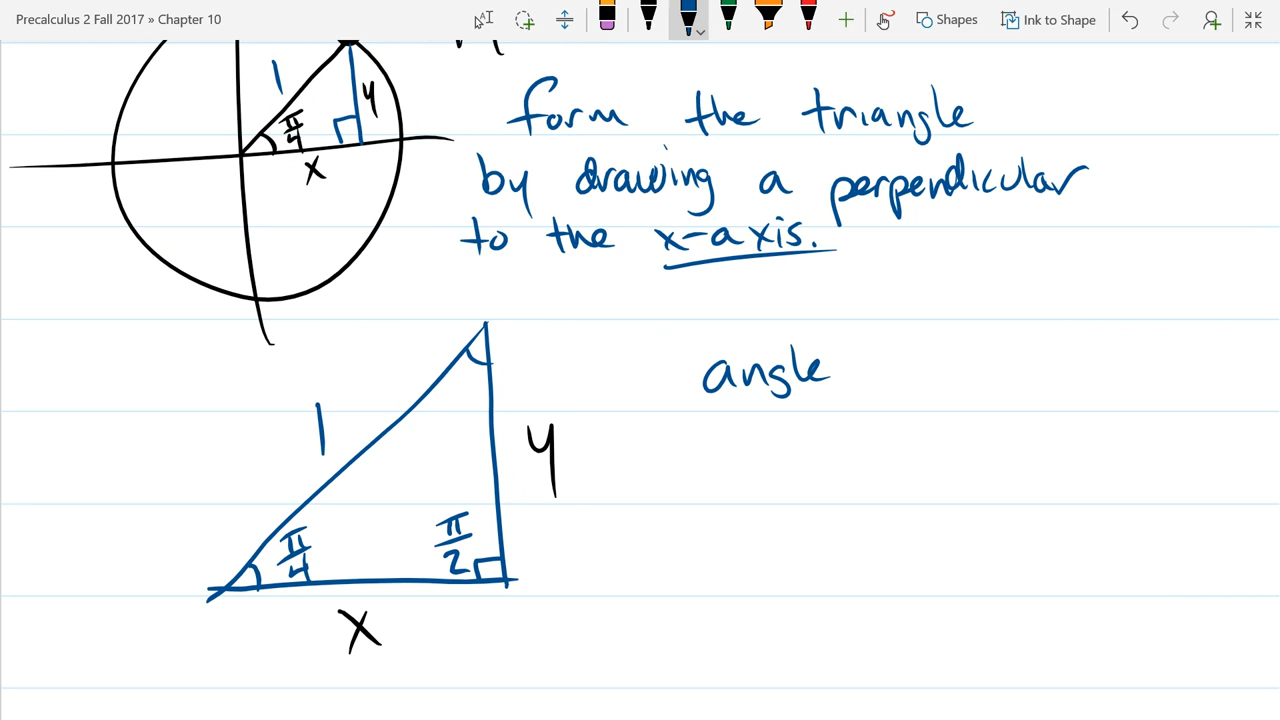 Precalculus 2 Fall 2017 » Chapter 10
Shapes
Ink to Shape
1
y
π/4
x
form the triangle
by drawing a perpendicular
to the x-axis.
angle
1
y
π/4
π/2
x